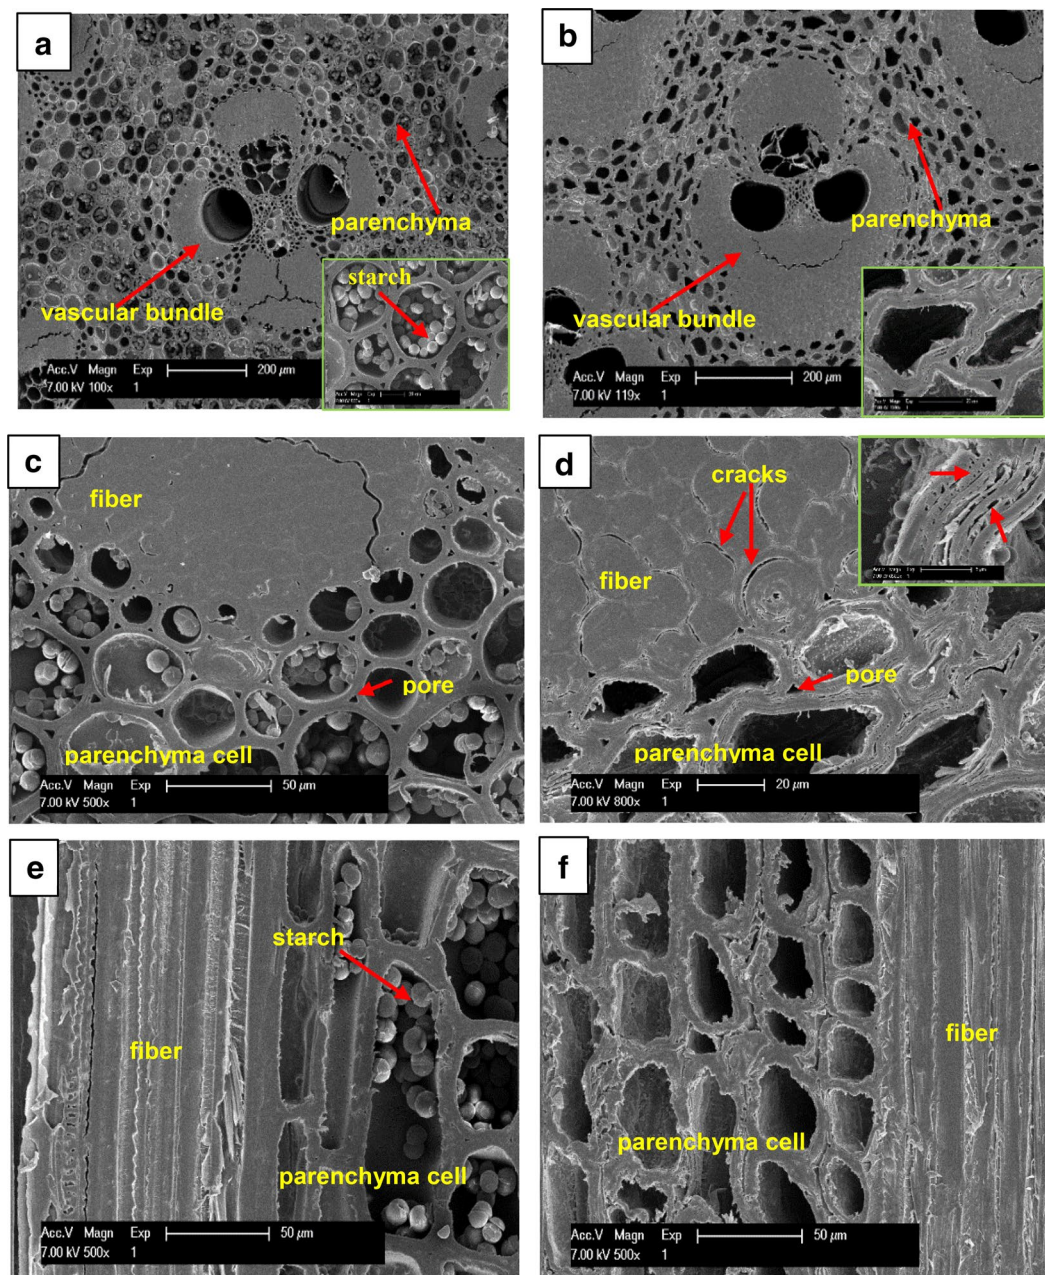 a
parenchyma
starch
vascular bundle
Acc.V Magn Exp 200 µm
7.00 kV 100x 1
b
parenchyma
vascular bundle
Acc.V Magn Exp 200 µm
7.00 kV 119x 1
c
fiber
pore
parenchyma cell
Acc.V Magn Exp 50 µm
7.00 kV 500x 1
d
cracks
fiber
pore
parenchyma cell
Acc.V Magn Exp 20 µm
7.00 kV 800x 1
e
starch
fiber
parenchyma cell
Acc.V Magn Exp 50 µm
7.00 kV 500x 1
f
fiber
parenchyma cell
Acc.V Magn Exp 50 µm
7.00 kV 500x 1